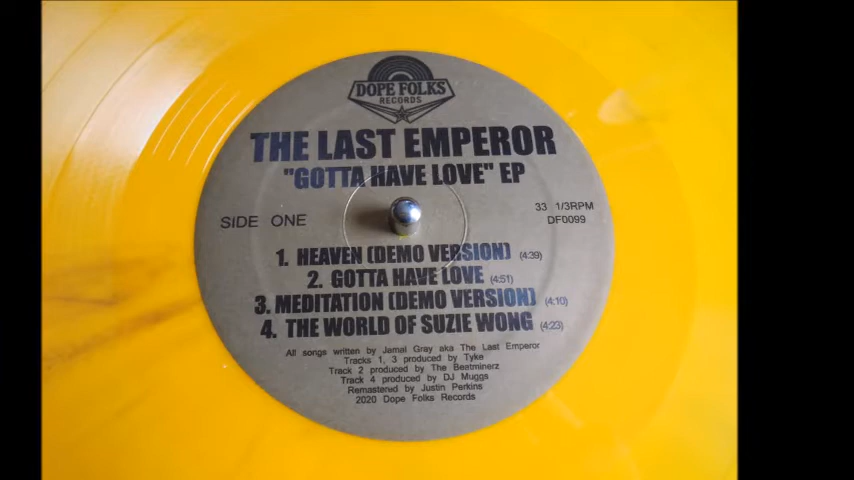 DOPE FOLKS
RECORDS
THE LAST EMPEROR
"GOTTA HAVE LOVE" EP
SIDE ONE
33 1/3RPM
DF0099
1. HEAVEN (DEMO VERSION) (4:39)
2. GOTTA HAVE LOVE (4:51)
3. MEDITATION (DEMO VERSION) (4:10)
4. THE WORLD OF SUZIE WONG (4:23)
All songs written by Jamal Gray aka The Last Emperor
Tracks 1, 3 produced by Tyke
Track 2 produced by The Beatminerz
Track 4 produced by DJ Muggs
Remastered by Justin Perkins
2020 Dope Folks Records